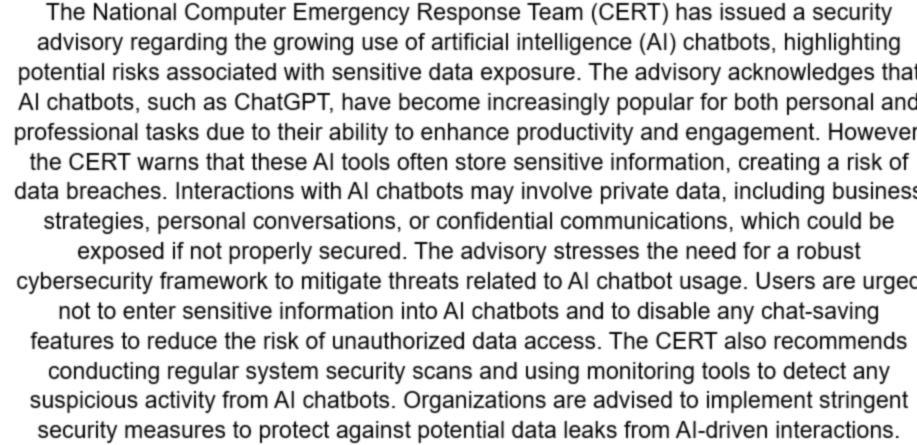 The National Computer Emergency Response Team (CERT) has issued a security
advisory regarding the growing use of artificial intelligence (AI) chatbots, highlighting
potential risks associated with sensitive data exposure. The advisory acknowledges that
AI chatbots, such as ChatGPT, have become increasingly popular for both personal and
professional tasks due to their ability to enhance productivity and engagement. However
the CERT warns that these AI tools often store sensitive information, creating a risk of
data breaches. Interactions with AI chatbots may involve private data, including business
strategies, personal conversations, or confidential communications, which could be
exposed if not properly secured. The advisory stresses the need for a robust
cybersecurity framework to mitigate threats related to AI chatbot usage. Users are urged
not to enter sensitive information into AI chatbots and to disable any chat-saving
features to reduce the risk of unauthorized data access. The CERT also recommends
conducting regular system security scans and using monitoring tools to detect any
suspicious activity from AI chatbots. Organizations are advised to implement stringent
security measures to protect against potential data leaks from AI-driven interactions.